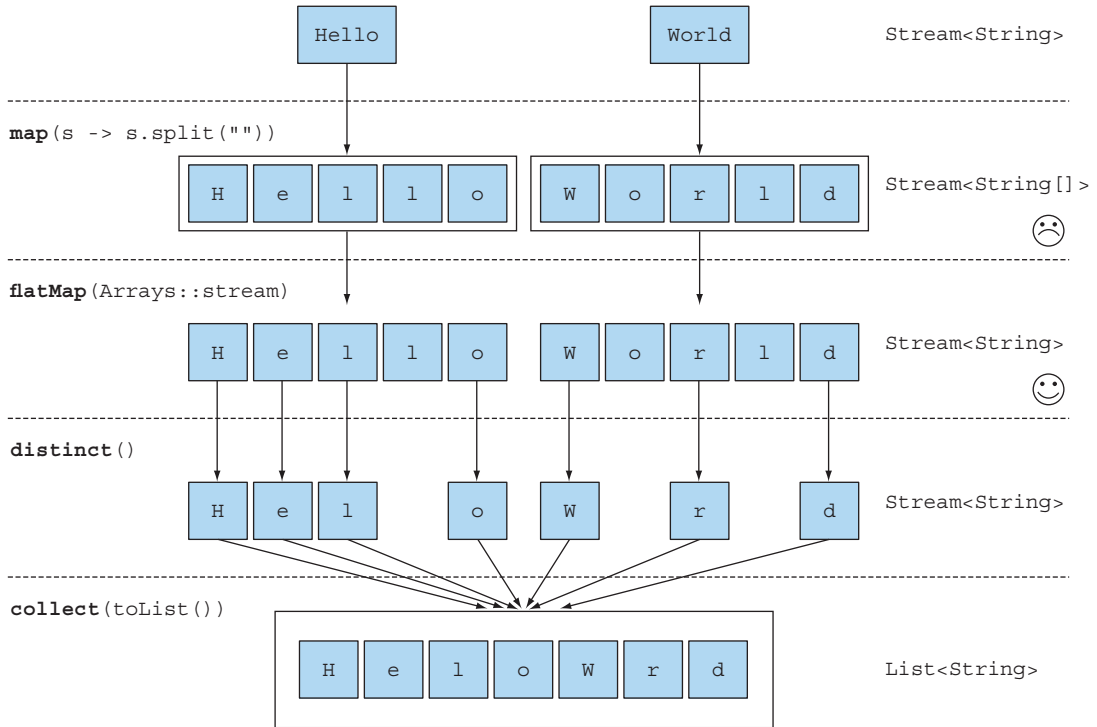 Hello World Stream<String>
map(s -> s.split(""))
H e l l o W o r l d Stream<String[]>
flatMap(Arrays::stream)
H e l l o W o r l d Stream<String>
distinct()
H e l o W r d Stream<String>
collect(toList())
H e l o W r d List<String>